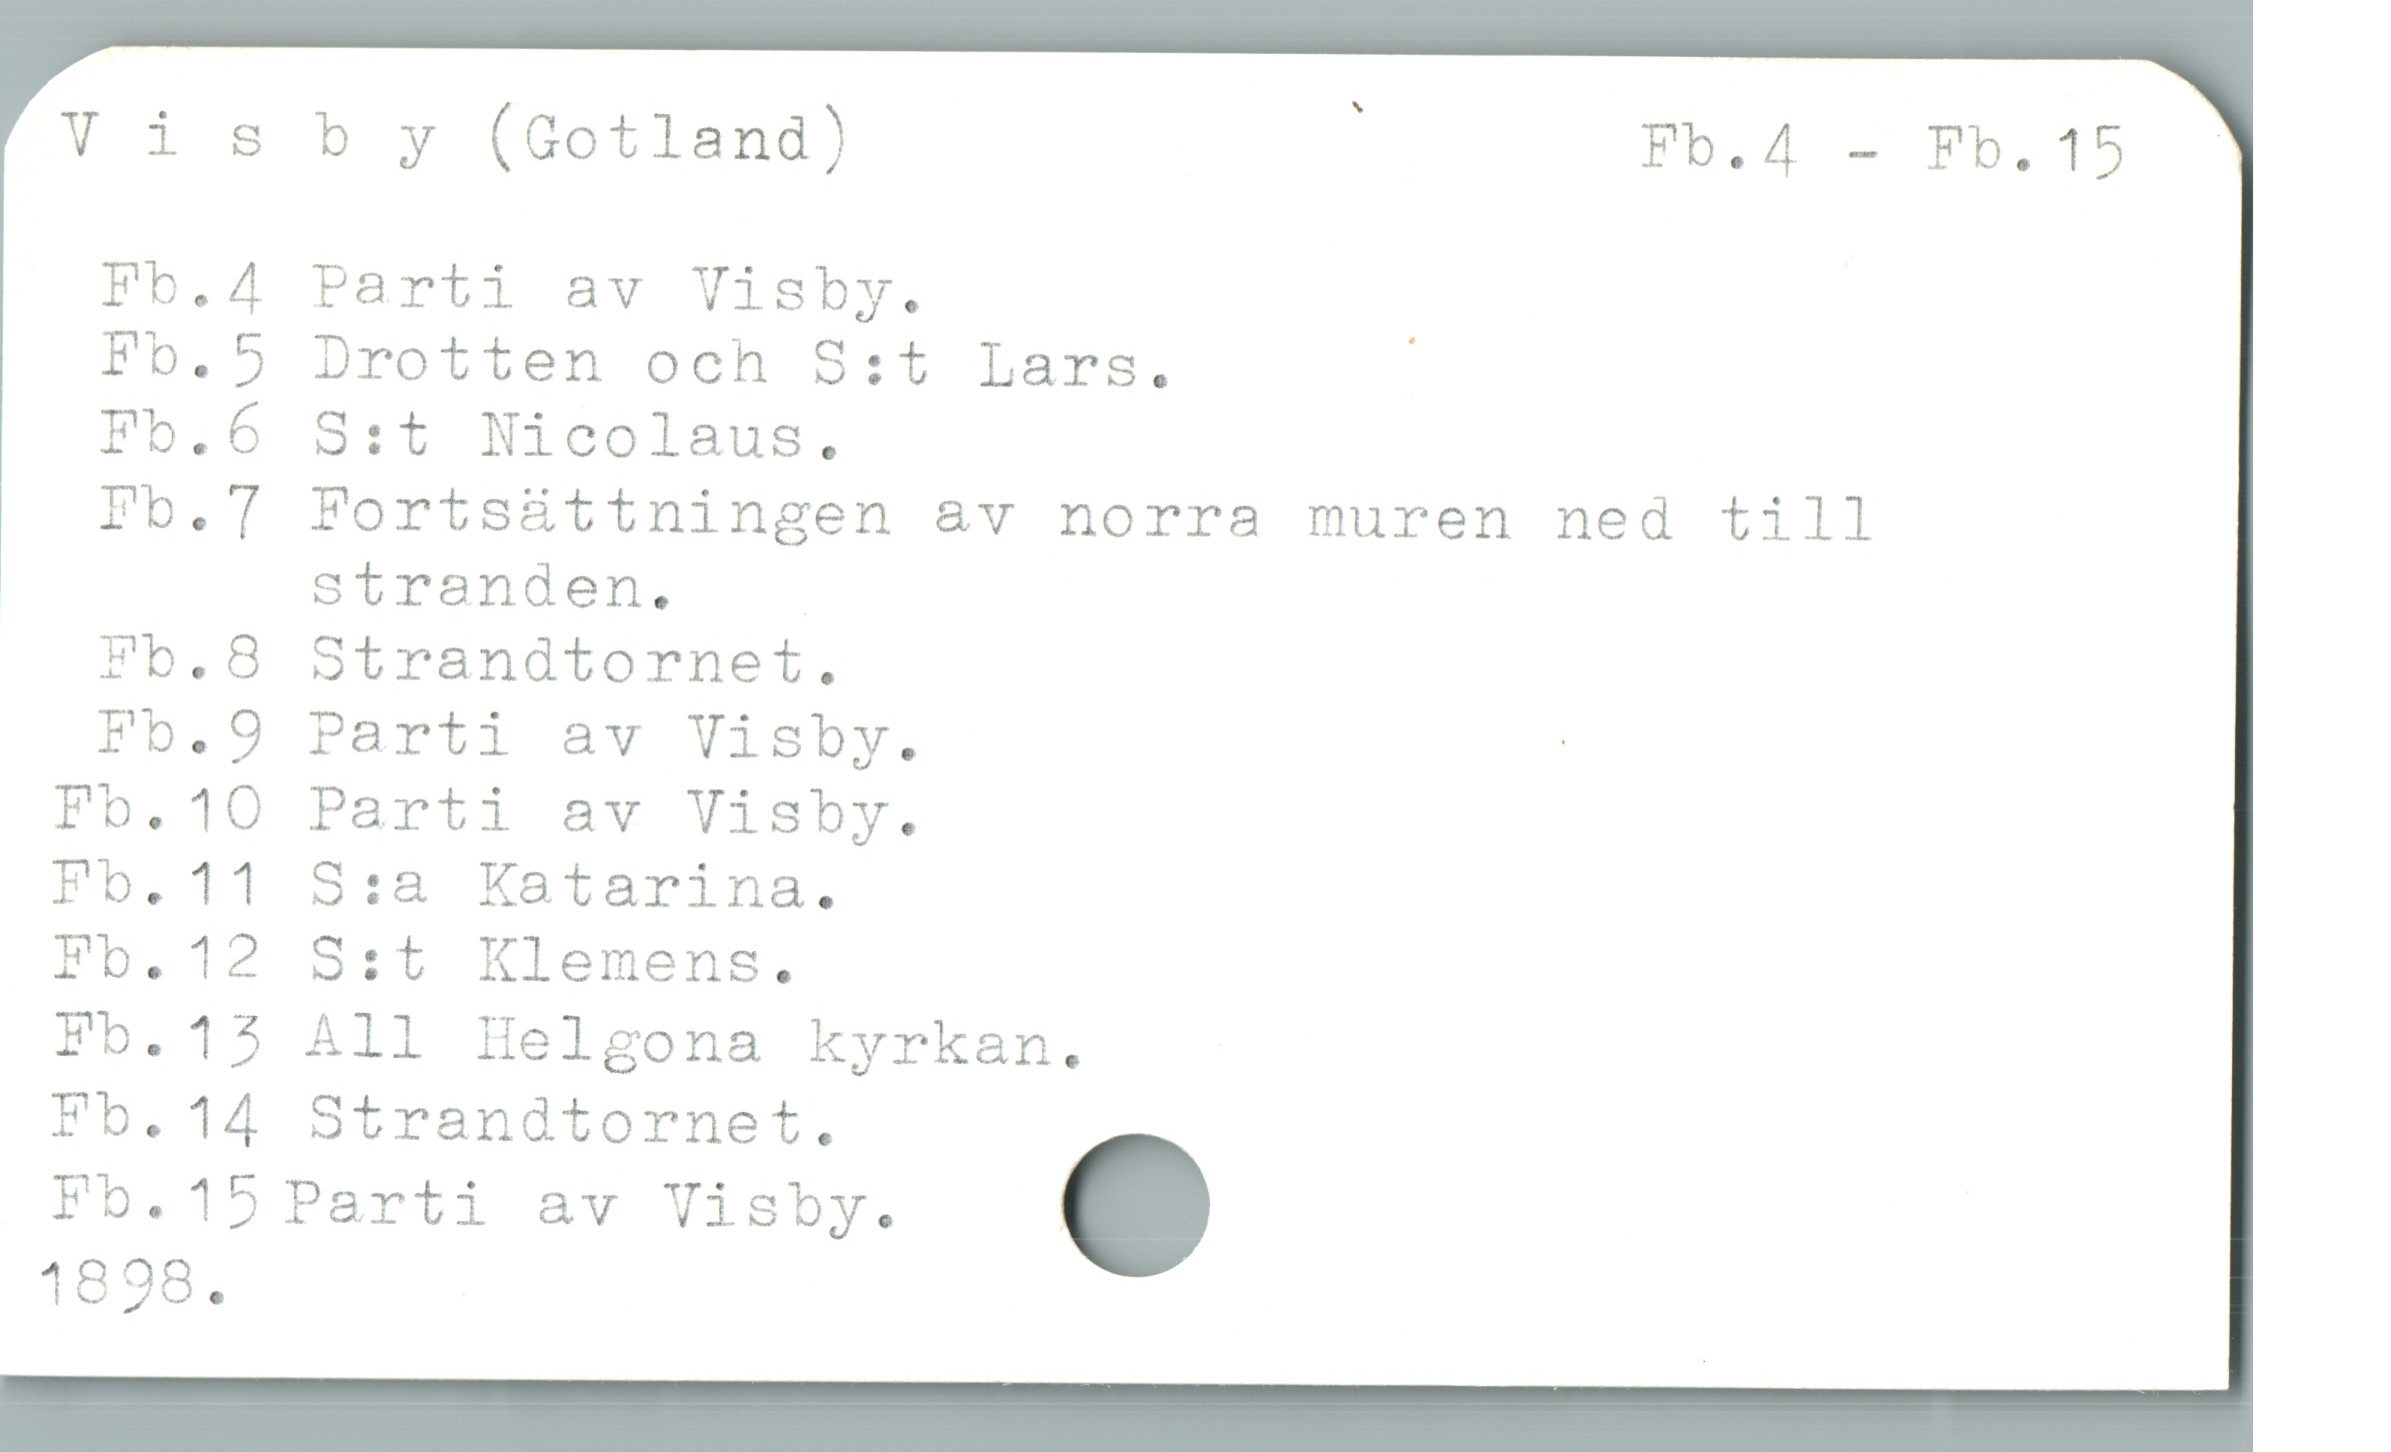 V i s b y (Gotland) Fb.4 - Fb.15
Fb.4 Parti av Visby.
Fb.5 Drotten och S:t Lars.
Fb.6 S:t Nicolaus.
Fb.7 Fortsättningen av norra muren ned till
stranden.
Fb.8 Strandtornet.
Fb.9 Parti av Visby.
Fb.10 Parti av Visby.
Fb.11 S:a Katarina.
Fb.12 S:t Klemens.
Fb.13 All Helgona kyrkan.
Fb.14 Strandtornet.
Fb.15 Parti av Visby.
1898.